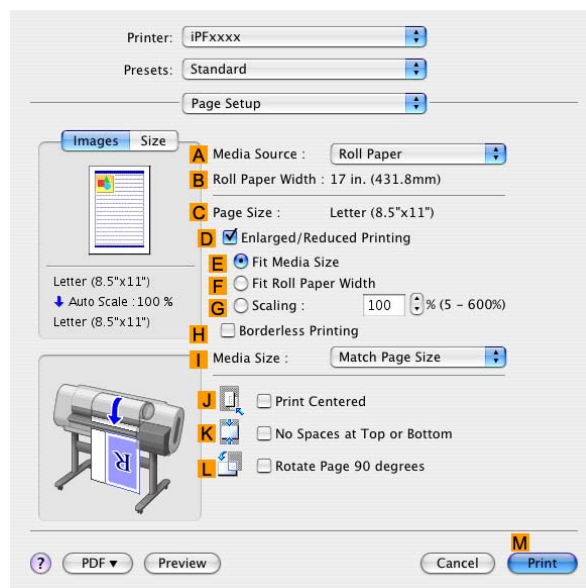 Printer: iPFxxxx
Presets: Standard
Page Setup
Images Size
A Media Source : Roll Paper
B Roll Paper Width : 17 in. (431.8mm)
C Page Size : Letter (8.5"x11")
D Enlarged/Reduced Printing
E Fit Media Size
F Fit Roll Paper Width
G Scaling : 100 % (5 - 600%)
H Borderless Printing
I Media Size : Match Page Size
Letter (8.5"x11")
Auto Scale :100 %
Letter (8.5"x11")
J Print Centered
K No Spaces at Top or Bottom
L Rotate Page 90 degrees
R
M
? PDF Preview Cancel Print